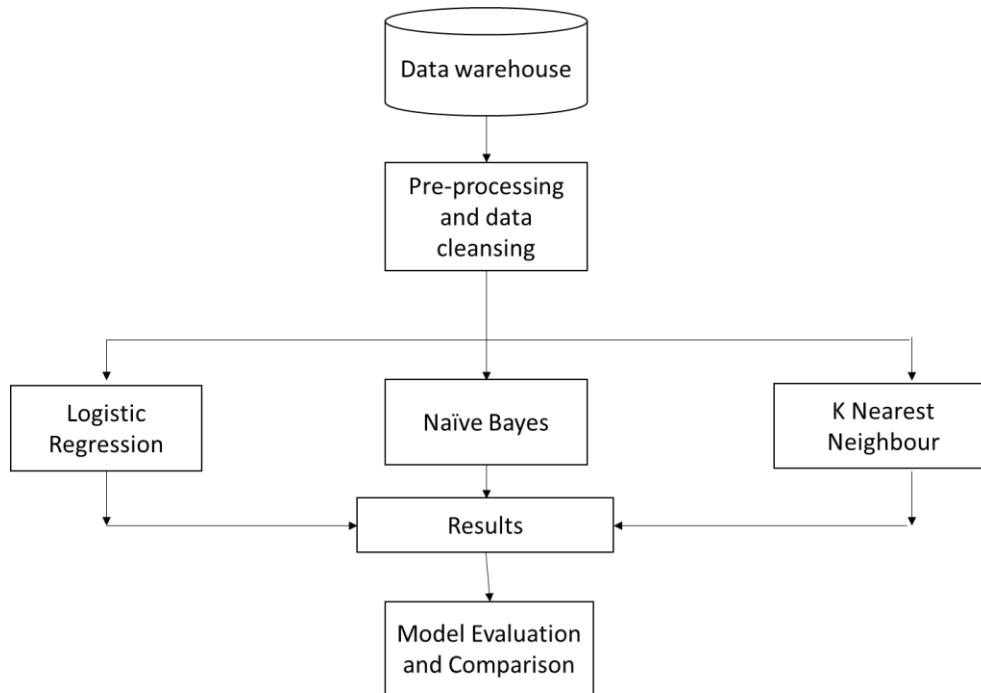 Data warehouse
Pre-processing
and data
cleansing
Logistic
Regression
Naïve Bayes
K Nearest
Neighbour
Results
Model Evaluation
and Comparison